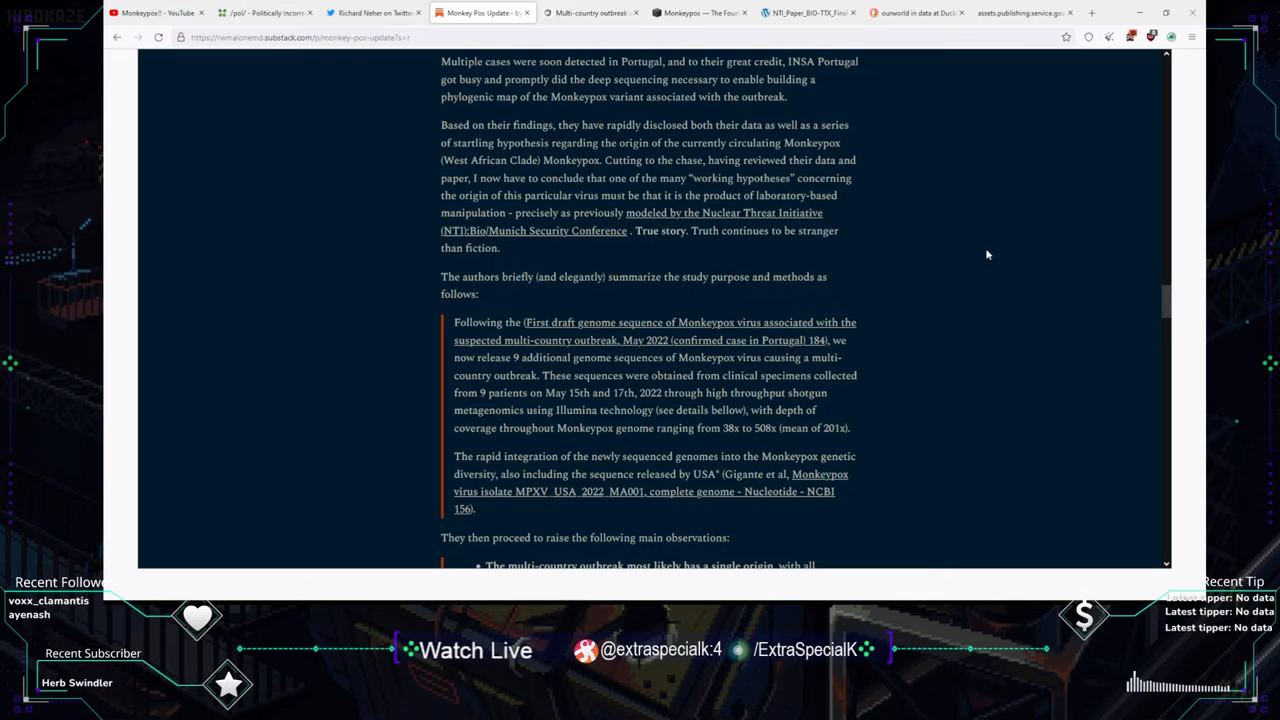 Monkeypox!! - YouTube
/pol/ - Politically Incorre
Richard Neher on Twitter
Monkey Pox Update - by
Multi-country outbreak
Monkeypox — The Fou
NTI_Paper_BIO-TTX_Final
ourworld in data at Duck
assets.publishing.service.gov
https://rwmalonemd.substack.com/p/monkey-pox-update?s=r
Multiple cases were soon detected in Portugal, and to their great credit, INSA Portugal
got busy and promptly did the deep sequencing necessary to enable building a
phylogenic map of the Monkeypox variant associated with the outbreak.
Based on their findings, they have rapidly disclosed both their data as well as a series
of startling hypothesis regarding the origin of the currently circulating Monkeypox
(West African Clade) Monkeypox. Cutting to the chase, having reviewed their data and
paper, I now have to conclude that one of the many “working hypotheses” concerning
the origin of this particular virus must be that it is the product of laboratory-based
manipulation - precisely as previously modeled by the Nuclear Threat Initiative
(NTI):Bio/Munich Security Conference . True story. Truth continues to be stranger
than fiction.
The authors briefly (and elegantly) summarize the study purpose and methods as
follows:
Following the (First draft genome sequence of Monkeypox virus associated with the
suspected multi-country outbreak, May 2022 (confirmed case in Portugal) 184), we
now release 9 additional genome sequences of Monkeypox virus causing a multi-
country outbreak. These sequences were obtained from clinical specimens collected
from 9 patients on May 15th and 17th, 2022 through high throughput shotgun
metagenomics using Illumina technology (see details bellow), with depth of
coverage throughout Monkeypox genome ranging from 38x to 508x (mean of 201x).
The rapid integration of the newly sequenced genomes into the Monkeypox genetic
diversity, also including the sequence released by USA* (Gigante et al, Monkeypox
virus isolate MPXV_USA_2022_MA001, complete genome - Nucleotide - NCBI
156).
They then proceed to raise the following main observations:
• The multi-country outbreak most likely has a single origin, with all
Recent Followe
voxx_clamantis
ayenash
Recent Subscriber
Herb Swindler
Watch Live
@extraspecialk:4
/ExtraSpecialK
Recent Tip
Latest tipper: No data
Latest tipper: No data
Latest tipper: No data